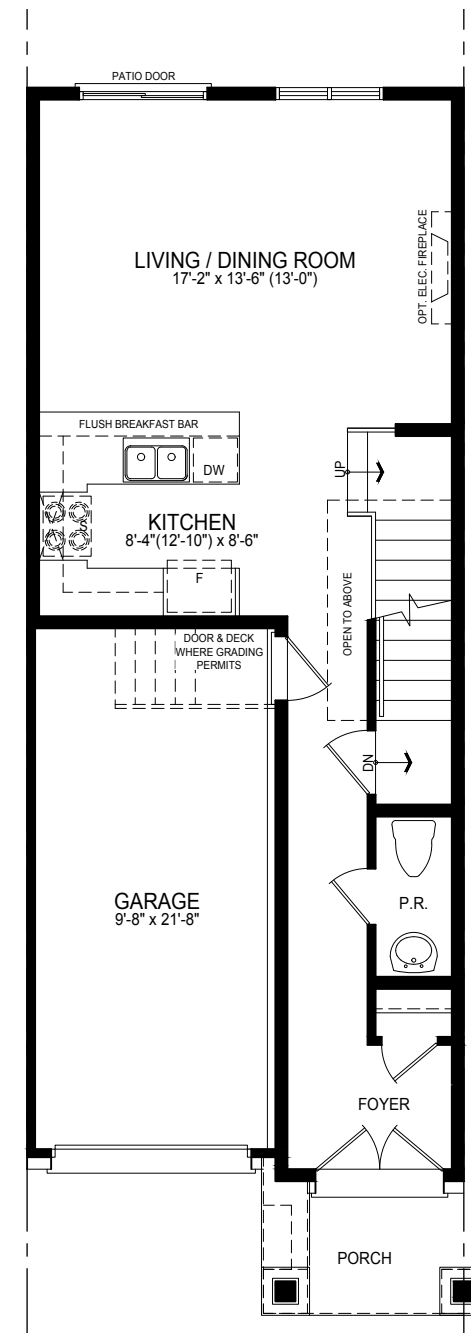 PATIO DOOR
LIVING / DINING ROOM
17'-2" x 13'-6" (13'-0")
OPT. ELEC. FIREPLACE
FLUSH BREAKFAST BAR
DW
UP
KITCHEN
8'-4"(12'-10") x 8'-6"
S
F
OPEN TO ABOVE
DOOR & DECK
WHERE GRADING
PERMITS
DN
GARAGE
9'-8" x 21'-8"
P.R.
FOYER
PORCH